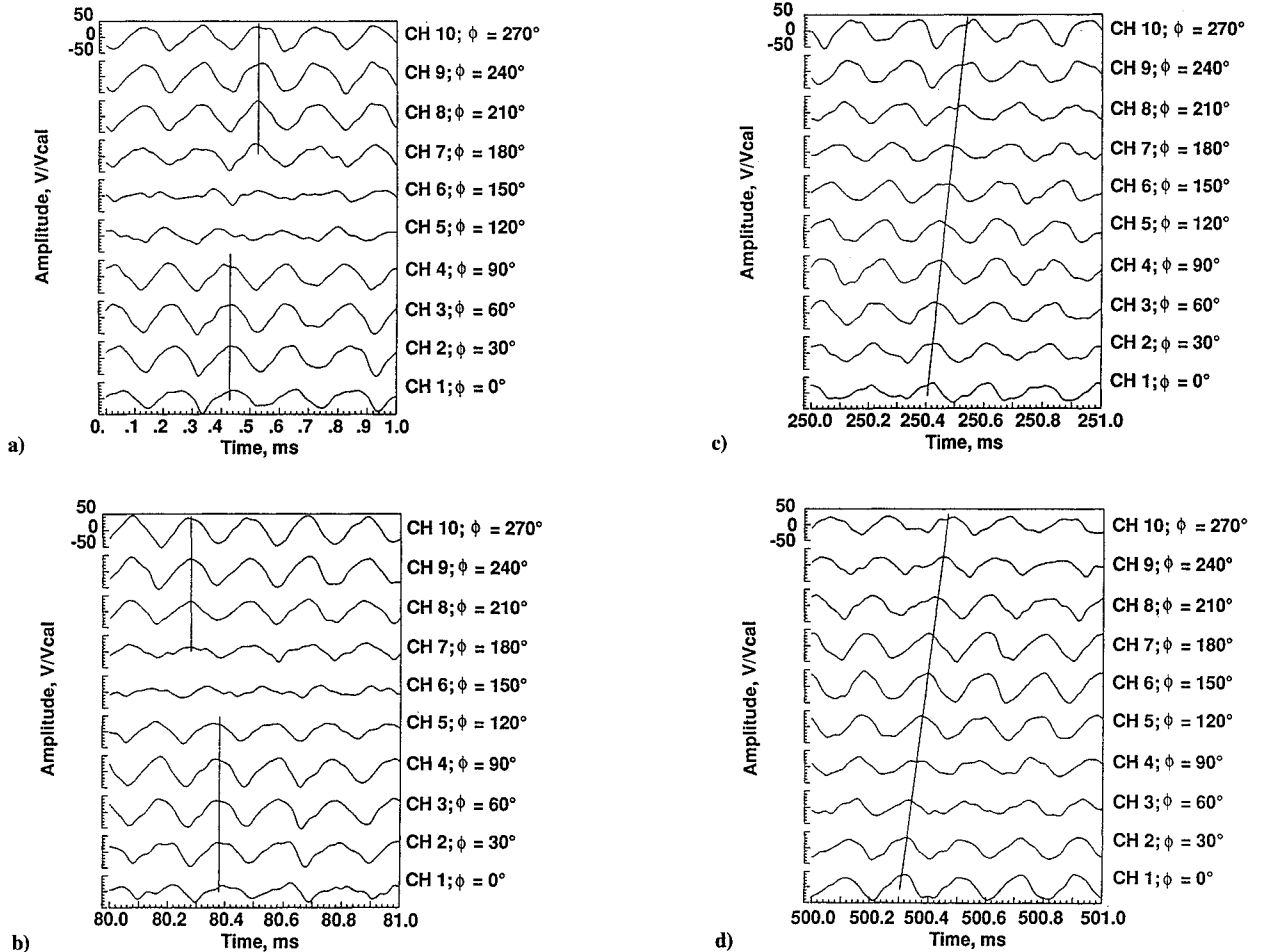 50
0
-50
Amplitude, V/Vcal
CH 10; ϕ = 270°
CH 9; ϕ = 240°
CH 8; ϕ = 210°
CH 7; ϕ = 180°
CH 6; ϕ = 150°
CH 5; ϕ = 120°
CH 4; ϕ = 90°
CH 3; ϕ = 60°
CH 2; ϕ = 30°
CH 1; ϕ = 0°
0. .1 .2 .3 .4 .5 .6 .7 .8 .9 1.0
Time, ms
a)
50
0
-50
Amplitude, V/Vcal
CH 10; ϕ = 270°
CH 9; ϕ = 240°
CH 8; ϕ = 210°
CH 7; ϕ = 180°
CH 6; ϕ = 150°
CH 5; ϕ = 120°
CH 4; ϕ = 90°
CH 3; ϕ = 60°
CH 2; ϕ = 30°
CH 1; ϕ = 0°
80.0 80.2 80.4 80.6 80.8 81.0
Time, ms
b)
50
0
-50
Amplitude, V/Vcal
CH 10; ϕ = 270°
CH 9; ϕ = 240°
CH 8; ϕ = 210°
CH 7; ϕ = 180°
CH 6; ϕ = 150°
CH 5; ϕ = 120°
CH 4; ϕ = 90°
CH 3; ϕ = 60°
CH 2; ϕ = 30°
CH 1; ϕ = 0°
250.0 250.2 250.4 250.6 250.8 251.0
Time, ms
c)
50
0
-50
Amplitude, V/Vcal
CH 10; ϕ = 270°
CH 9; ϕ = 240°
CH 8; ϕ = 210°
CH 7; ϕ = 180°
CH 6; ϕ = 150°
CH 5; ϕ = 120°
CH 4; ϕ = 90°
CH 3; ϕ = 60°
CH 2; ϕ = 30°
CH 1; ϕ = 0°
500.0 500.2 500.4 500.6 500.8 501.0
Time, ms
d)